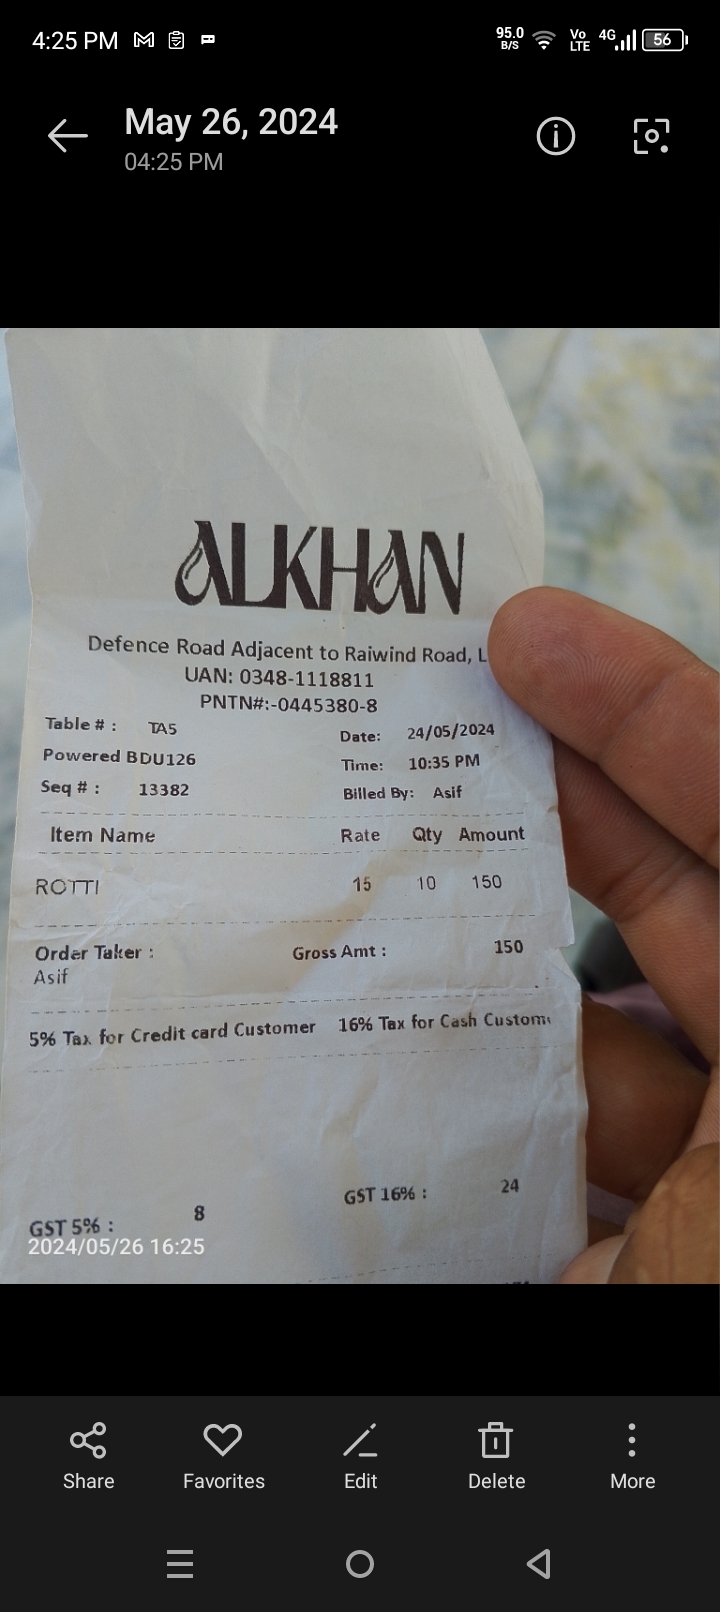 4:25 PM
95.0 B/S Vo LTE 4G 56
May 26, 2024
04:25 PM
ALKHAN
Defence Road Adjacent to Raiwind Road, L
UAN: 0348-1118811
PNTN#:-0445380-8
Table # : TA5 Date: 24/05/2024
Powered BDU126 Time: 10:35 PM
Seq # : 13382 Billed By: Asif
Item Name Rate Qty Amount
ROTTI 15 10 150
Order Taker : Gross Amt : 150
Asif
5% Tax for Credit card Customer 16% Tax for Cash Custom
GST 5% : 8 GST 16% : 24
2024/05/26 16:25
Share Favorites Edit Delete More